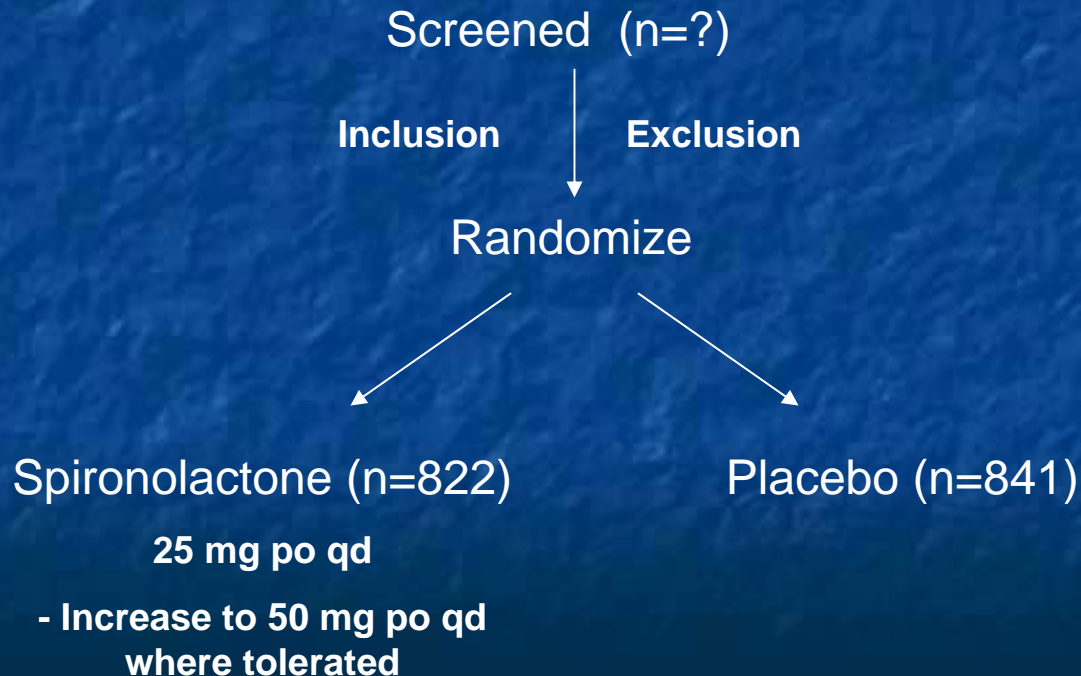 Screened (n=?)
Inclusion Exclusion
Randomize
Spironolactone (n=822) Placebo (n=841)
25 mg po qd
- Increase to 50 mg po qd
where tolerated